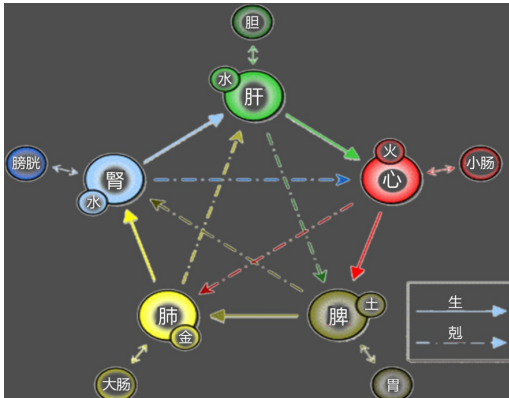 胆
水
肝
火
膀胱
腎
心
小肠
水
肺
脾
土
生
金
剋
大肠
胃